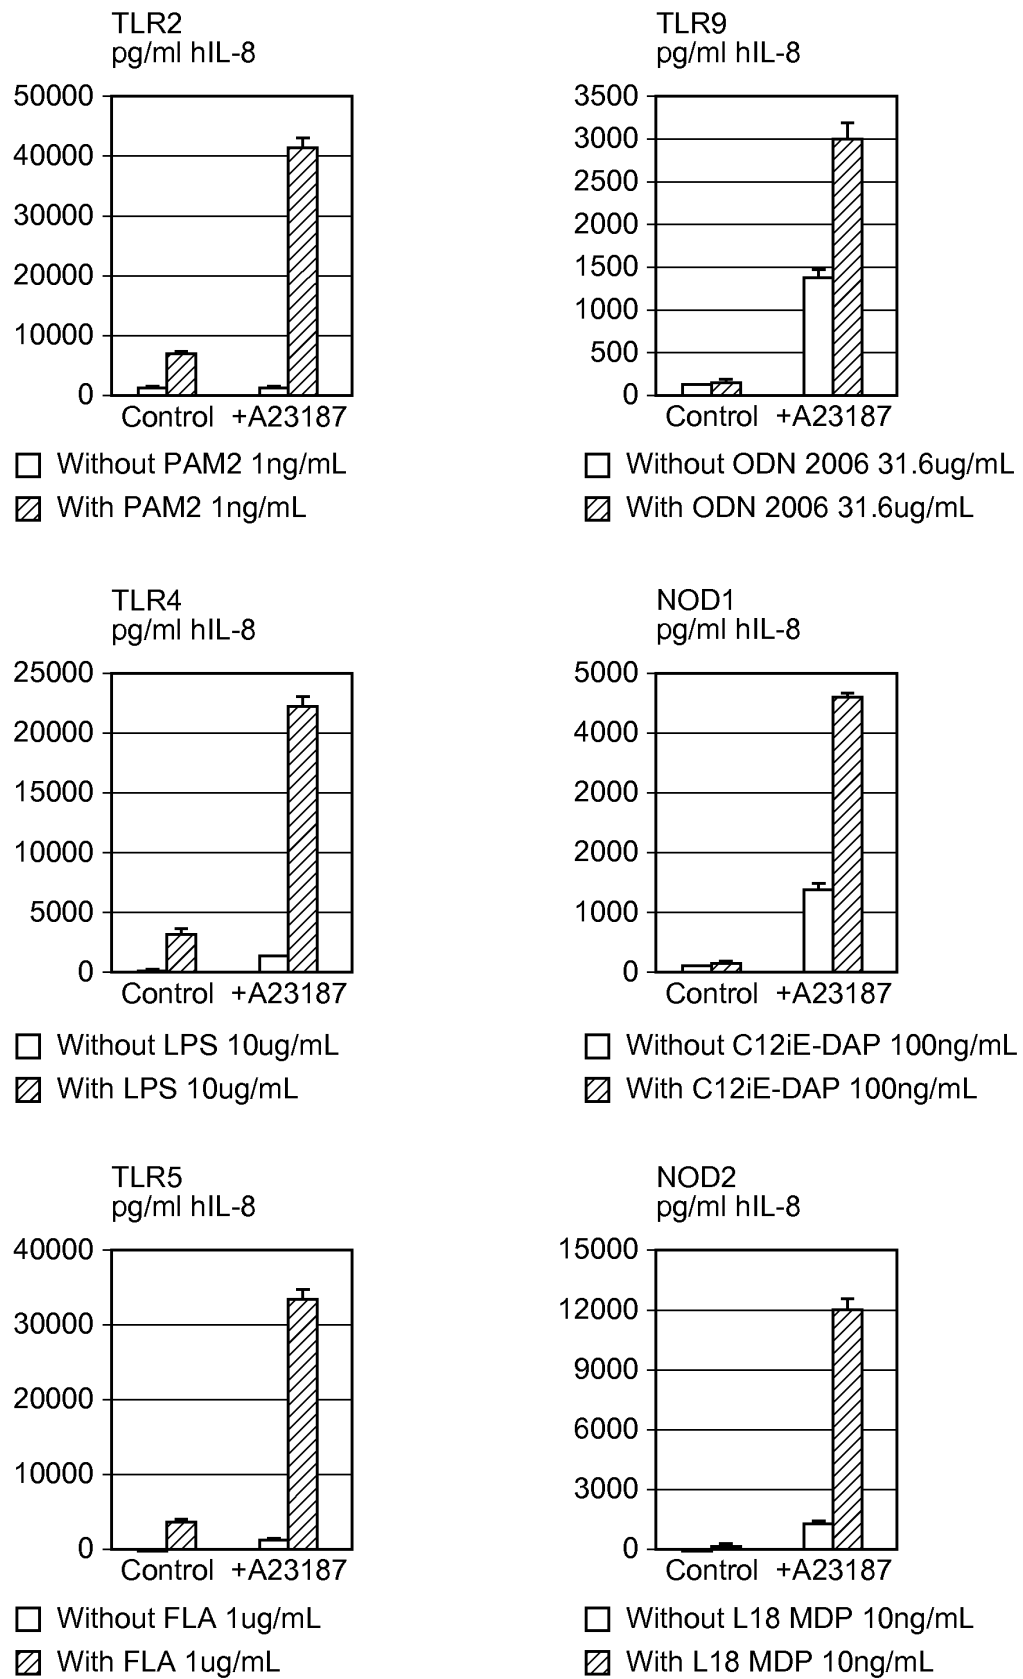 TLR2
pg/ml hIL-8
50000
40000
30000
20000
10000
0
Control +A23187
Without PAM2 1ng/mL
With PAM2 1ng/mL
TLR9
pg/ml hIL-8
3500
3000
2500
2000
1500
1000
500
0
Control +A23187
Without ODN 2006 31.6ug/mL
With ODN 2006 31.6ug/mL
TLR4
pg/ml hIL-8
25000
20000
15000
10000
5000
0
Control +A23187
Without LPS 10ug/mL
With LPS 10ug/mL
NOD1
pg/ml hIL-8
5000
4000
2000
2000
1000
0
Control +A23187
Without C12iE-DAP 100ng/mL
With C12iE-DAP 100ng/mL
TLR5
pg/ml hIL-8
40000
30000
20000
10000
0
Control +A23187
Without FLA 1ug/mL
With FLA 1ug/mL
NOD2
pg/ml hIL-8
15000
12000
9000
6000
3000
0
Control +A23187
Without L18 MDP 10ng/mL
With L18 MDP 10ng/mL